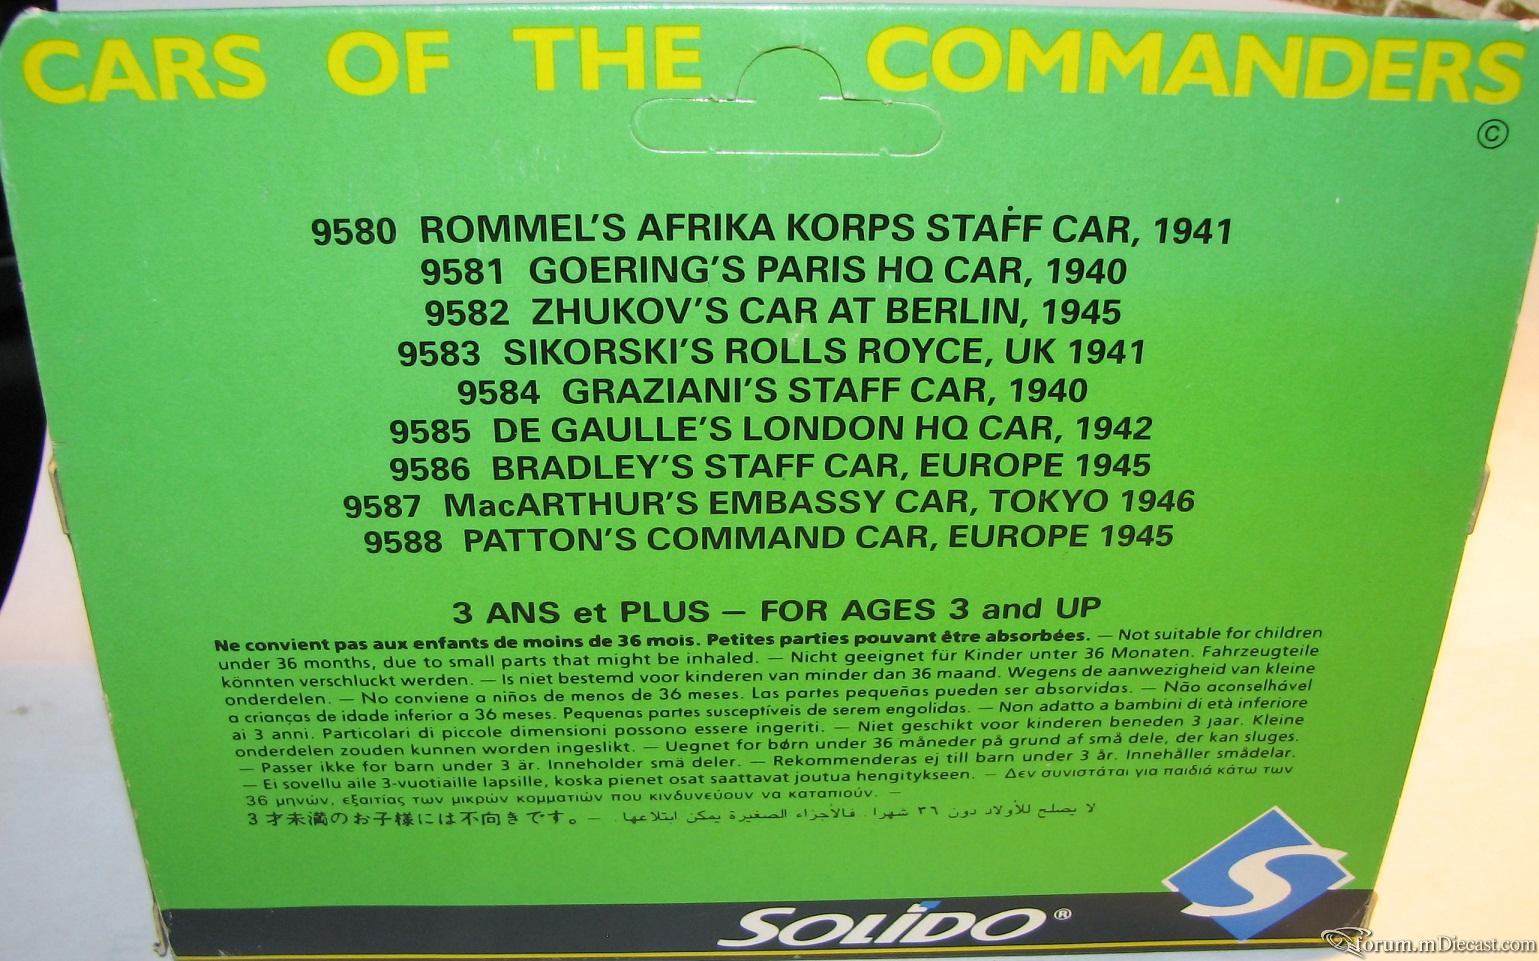 CARS OF THE COMMANDERS
©
9580 ROMMEL'S AFRIKA KORPS STAFF CAR, 1941
9581 GOERING'S PARIS HQ CAR, 1940
9582 ZHUKOV'S CAR AT BERLIN, 1945
9583 SIKORSKI'S ROLLS ROYCE, UK 1941
9584 GRAZIANI'S STAFF CAR, 1940
9585 DE GAULLE'S LONDON HQ CAR, 1942
9586 BRADLEY'S STAFF CAR, EUROPE 1945
9587 MacARTHUR'S EMBASSY CAR, TOKYO 1946
9588 PATTON'S COMMAND CAR, EUROPE 1945
3 ANS et PLUS – FOR AGES 3 and UP
Ne convient pas aux enfants de moins de 36 mois. Petites parties pouvant être absorbées. — Not suitable for children
under 36 months, due to small parts that might be inhaled. — Nicht geeignet für Kinder unter 36 Monaten. Fahrzeugteile
könnten verschluckt werden. — Is niet bestemd voor kinderen van minder dan 36 maand. Wegens de aanwezigheid van kleine
onderdelen. — No conviene a niños de menos de 36 meses. Las partes pequeñas pueden ser absorvidas. — Não aconselhável
a crianças de idade inferior a 36 meses. Pequenas partes susceptíveis de serem engolidas. — Non adatto a bambini di età inferiore
ai 3 anni. Particolari di piccole dimensioni possono essere ingeriti. — Niet geschikt voor kinderen beneden 3 jaar. Kleine
onderdelen zouden kunnen worden ingeslikt. — Uegnet for børn under 36 måneder på grund af små dele, der kan sluges.
— Passer ikke for barn under 3 är. Inneholder smä deler. — Rekommenderas ej till barn under 3 år. Innehåller smådelar.
— Ei sovellu aile 3-vuotiaille lapsille, koska pienet osat saattavat joutua hengitykseen. — Δεν συνιστάται για παιδιά κάτω των
36 μηνών, εξαιτίας των μικρών κομματιών που κινδυνεύουν να καταπιούν. —
3 才未満のお子様には不向きです。 — لا يصلح للأولاد دون ٣٦ شهرا. فالأجزاء الصغيرة يمكن ابتلاعها.
S
SOLIDO®
forum.mDiecast.com